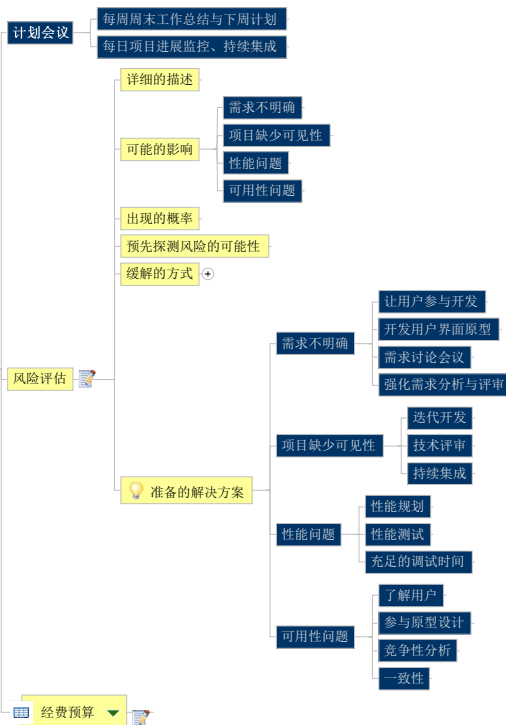 计划会议
每周周末工作总结与下周计划
每日项目进展监控、持续集成
风险评估
详细的描述
可能的影响
需求不明确
项目缺少可见性
性能问题
可用性问题
出现的概率
预先探测风险的可能性
缓解的方式
准备的解决方案
需求不明确
让用户参与开发
开发用户界面原型
需求讨论会议
强化需求分析与评审
项目缺少可见性
迭代开发
技术评审
持续集成
性能问题
性能规划
性能测试
充足的调试时间
可用性问题
了解用户
参与原型设计
竞争性分析
一致性
经费预算